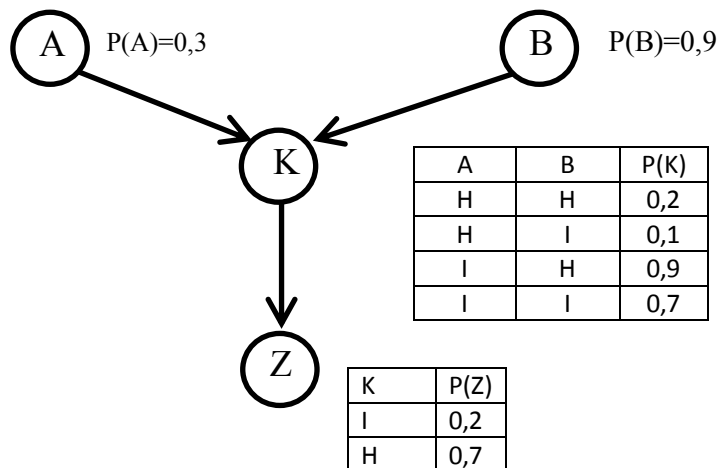 A P(A)=0,3 B P(B)=0,9
K
A B P(K)
H H 0,2
H I 0,1
I H 0,9
I I 0,7
Z
K P(Z)
I 0,2
H 0,7